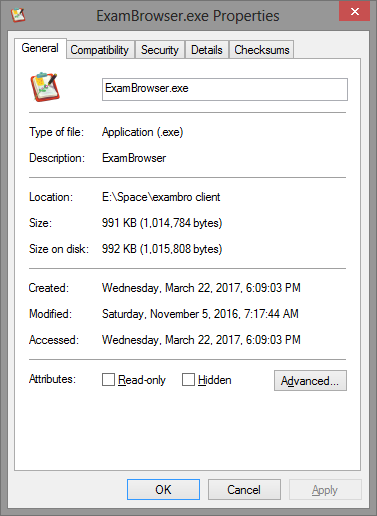 ExamBrowser.exe Properties
General Compatibility Security Details Checksums
ExamBrowser.exe
Type of file: Application (.exe)
Description: ExamBrowser
Location: E:\Space\exambro client
Size: 991 KB (1,014,784 bytes)
Size on disk: 992 KB (1,015,808 bytes)
Created: Wednesday, March 22, 2017, 6:09:03 PM
Modified: Saturday, November 5, 2016, 7:17:44 AM
Accessed: Wednesday, March 22, 2017, 6:09:03 PM
Attributes: Read-only Hidden Advanced...
OK Cancel Apply